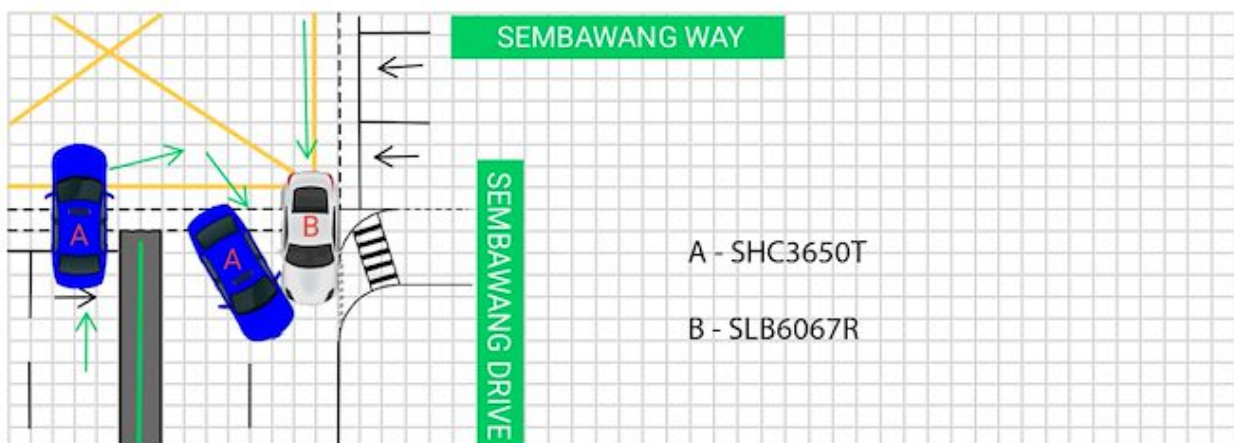 SEMBAWANG WAY
SEMBAWANG DRIVE
A
A
B
A - SHC3650T
B - SLB6067R